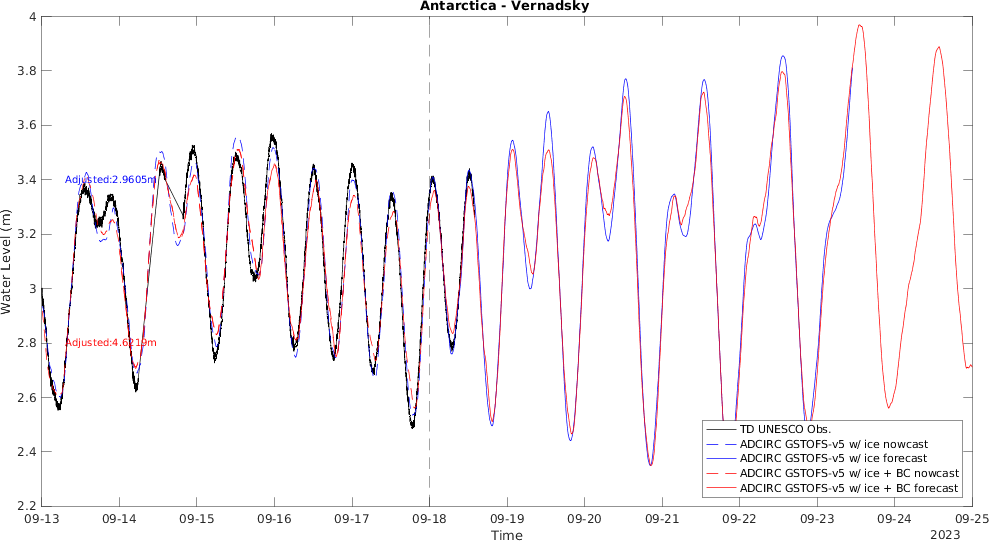 Antarctica - Vernadsky
4
3.8
3.6
3.4
3.2
3
2.8
2.6
2.4
2.2
Water Level (m)
Adjusted:2.9605m
Adjusted:4.6219m
TD UNESCO Obs.
ADCIRC GSTOFS-v5 w/ ice nowcast
ADCIRC GSTOFS-v5 w/ ice forecast
ADCIRC GSTOFS-v5 w/ ice + BC nowcast
ADCIRC GSTOFS-v5 w/ ice + BC forecast
09-13 09-14 09-15 09-16 09-17 09-18 09-19 09-20 09-21 09-22 09-23 09-24 09-25
Time
2023